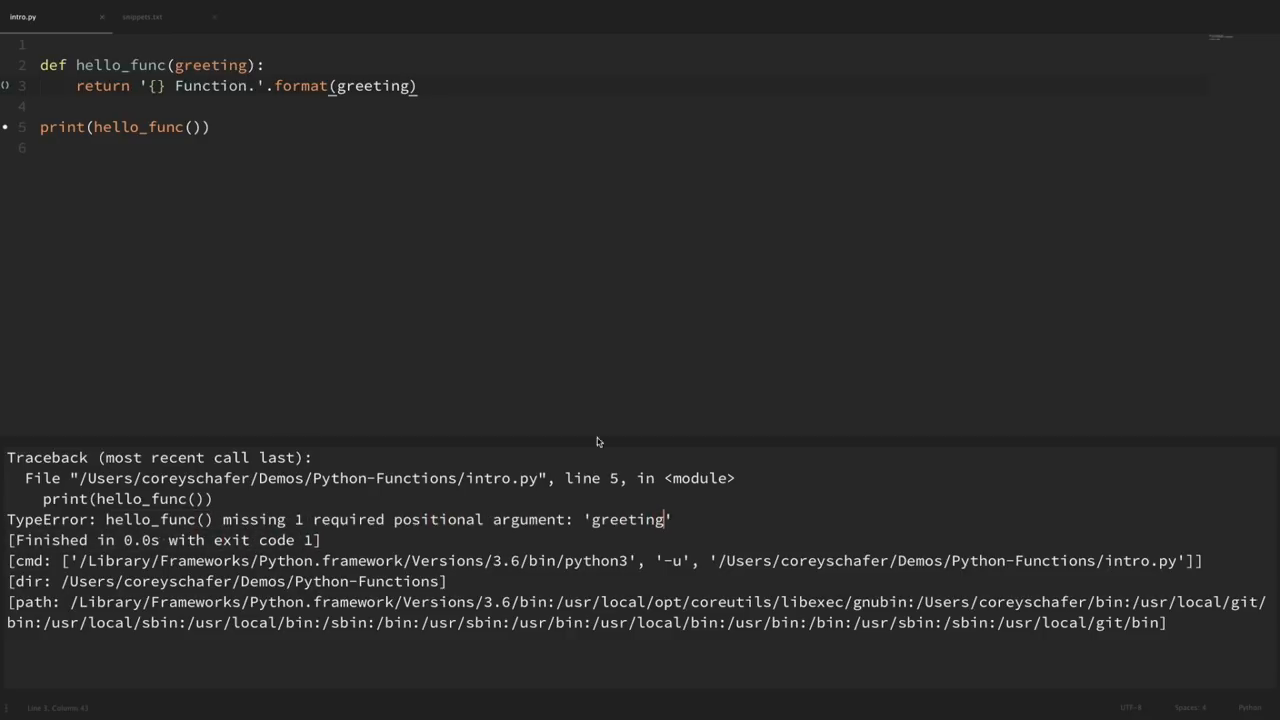 intro.py × snippets.txt ×
1
2 def hello_func(greeting):
{} 3     return '{} Function.'.format(greeting)
4
• 5 print(hello_func())
6
Traceback (most recent call last):
  File "/Users/coreyschafer/Demos/Python-Functions/intro.py", line 5, in <module>
    print(hello_func())
TypeError: hello_func() missing 1 required positional argument: 'greeting'
[Finished in 0.0s with exit code 1]
[cmd: ['/Library/Frameworks/Python.framework/Versions/3.6/bin/python3', '-u', '/Users/coreyschafer/Demos/Python-Functions/intro.py']]
[dir: /Users/coreyschafer/Demos/Python-Functions]
[path: /Library/Frameworks/Python.framework/Versions/3.6/bin:/usr/local/opt/coreutils/libexec/gnubin:/Users/coreyschafer/bin:/usr/local/git/
bin:/usr/local/sbin:/usr/local/bin:/sbin:/bin:/usr/sbin:/usr/bin:/usr/local/bin:/usr/bin:/bin:/usr/sbin:/sbin:/usr/local/git/bin]
Line 3, Column 43 UTF-8 Spaces: 4 Python